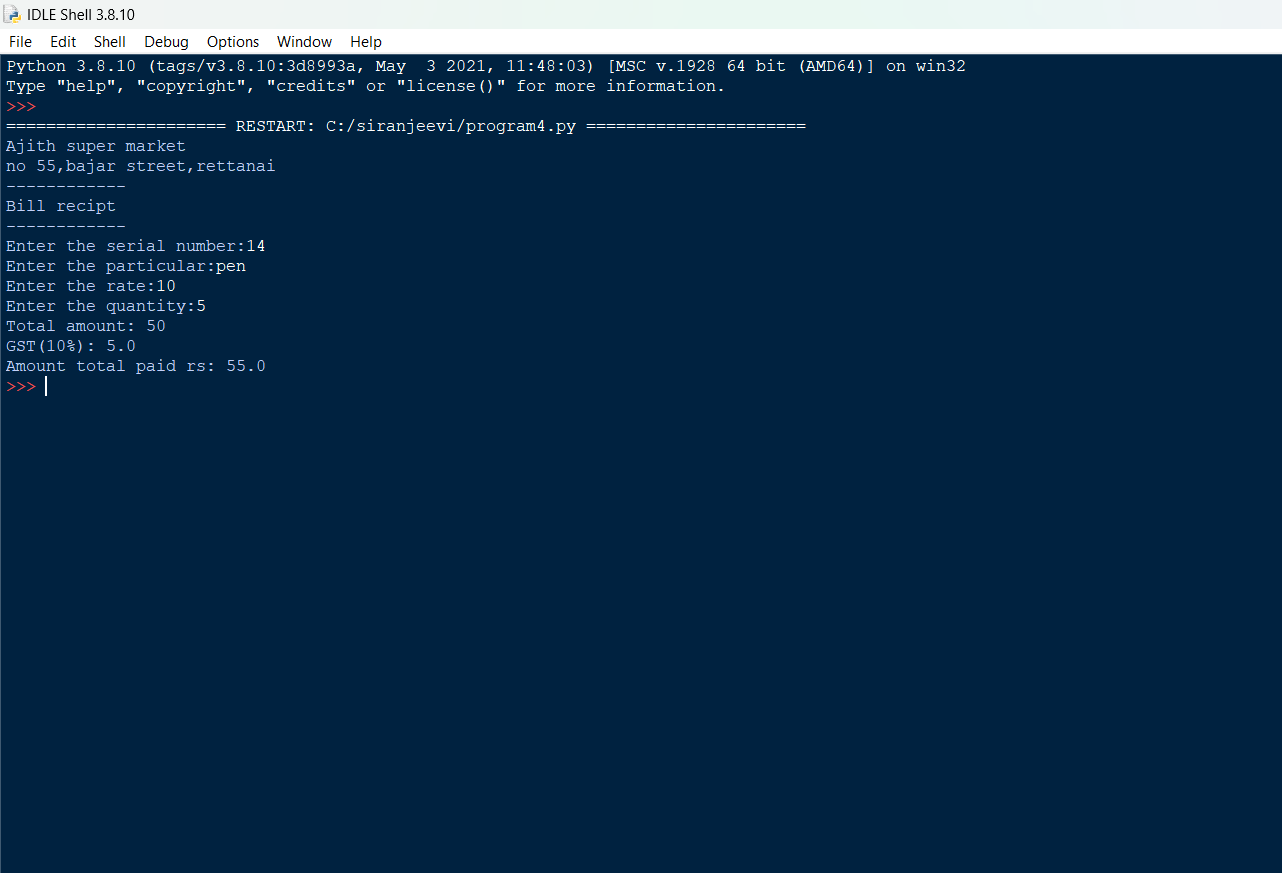 IDLE Shell 3.8.10
File Edit Shell Debug Options Window Help
Python 3.8.10 (tags/v3.8.10:3d8993a, May  3 2021, 11:48:03) [MSC v.1928 64 bit (AMD64)] on win32
Type "help", "copyright", "credits" or "license()" for more information.
>>>
====================== RESTART: C:/siranjeevi/program4.py ======================
Ajith super market
no 55,bajar street,rettanai
------------
Bill recipt
------------
Enter the serial number:14
Enter the particular:pen
Enter the rate:10
Enter the quantity:5
Total amount: 50
GST(10%): 5.0
Amount total paid rs: 55.0
>>>